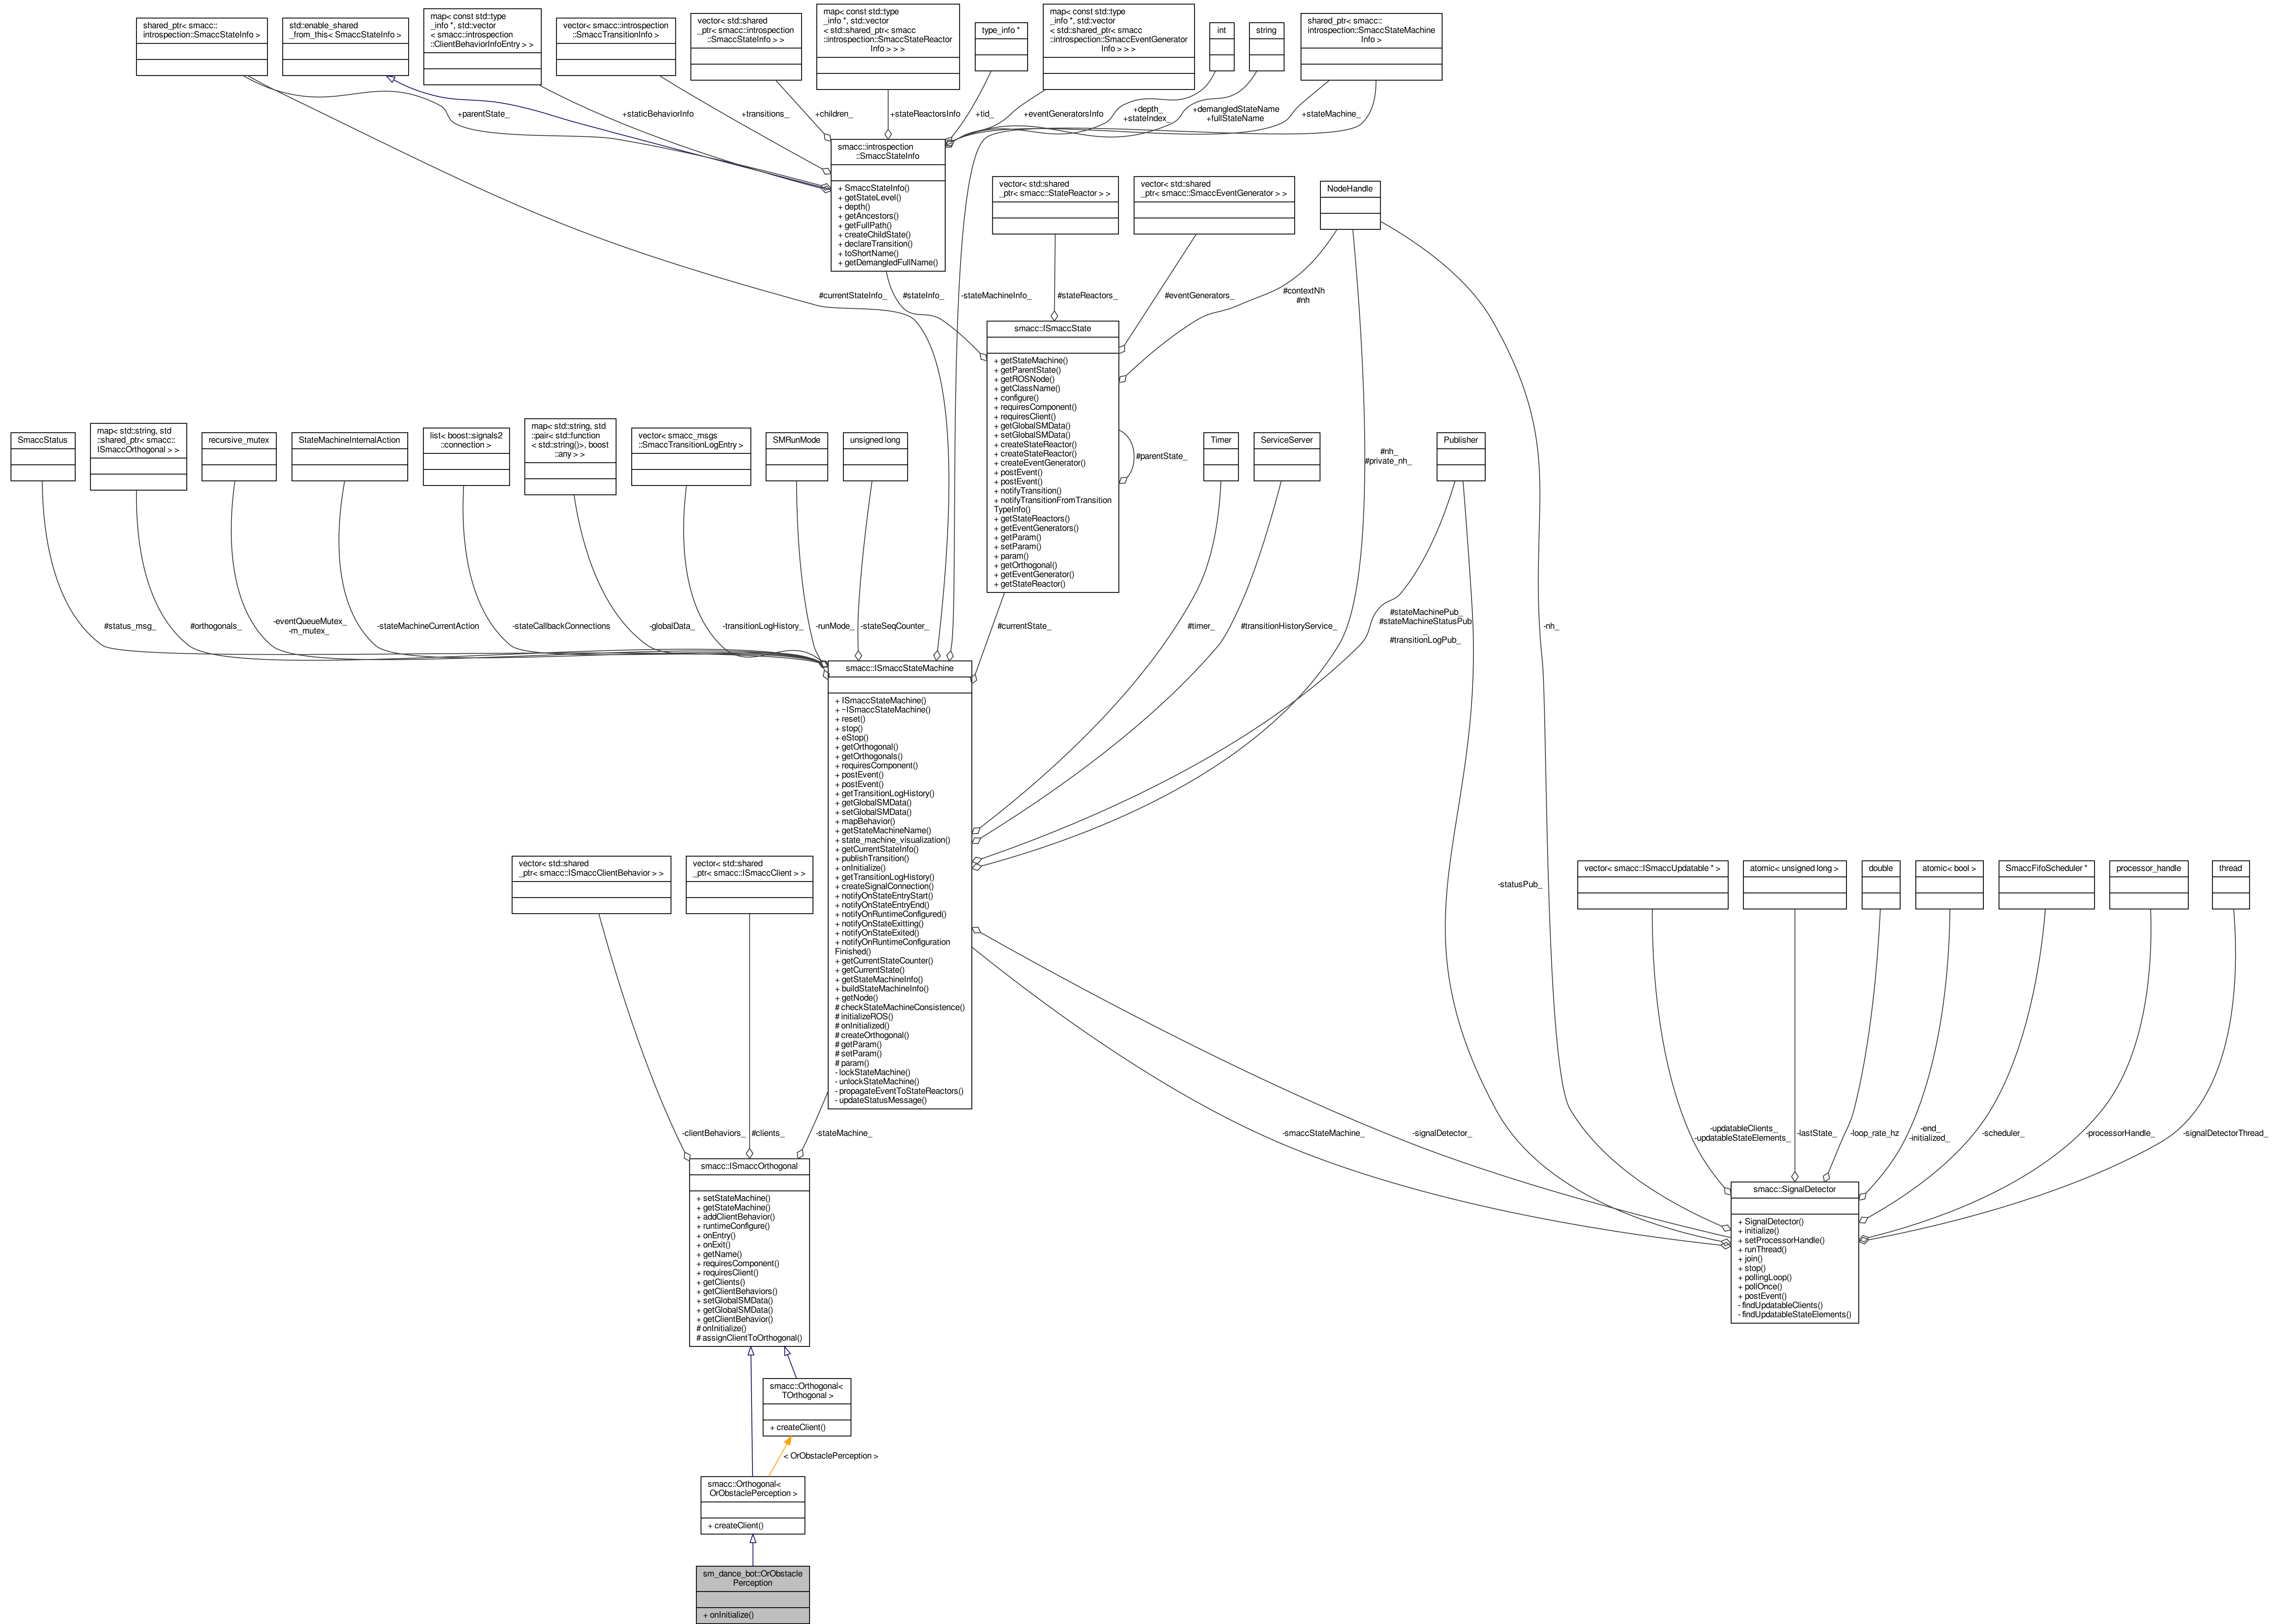 shared_ptr< smacc::
introspection::SmaccStateInfo >
std::enable_shared
_from_this< SmaccStateInfo >
map< const std::type
_info *, std::vector
< smacc::introspection
::ClientBehaviorInfoEntry > >
vector< smacc::introspection
::SmaccTransitionInfo >
vector< std::shared
_ptr< smacc::introspection
::SmaccStateInfo > >
map< const std::type
_info *, std::vector
< std::shared_ptr< smacc
::introspection::SmaccStateReactor
Info > > >
type_info *
map< const std::type
_info *, std::vector
< std::shared_ptr< smacc
::introspection::SmaccEventGenerator
Info > > >
int
string
shared_ptr< smacc::
introspection::SmaccStateMachine
Info >
+parentState_
+staticBehaviorInfo
+transitions_
+children_
+stateReactorsInfo
+tid_
+eventGeneratorsInfo
+depth_
+stateIndex_
+demangledStateName
+fullStateName
+stateMachine_
smacc::introspection
::SmaccStateInfo
+ SmaccStateInfo()
+ getStateLevel()
+ depth()
+ getAncestors()
+ getFullPath()
+ createChildState()
+ declareTransition()
+ toShortName()
+ getDemangledFullName()
vector< std::shared
_ptr< smacc::StateReactor > >
vector< std::shared
_ptr< smacc::SmaccEventGenerator > >
NodeHandle
#currentStateInfo_
#stateInfo_
-stateMachineInfo_
#stateReactors_
#eventGenerators_
#contextNh
#nh
smacc::ISmaccState
+ getStateMachine()
+ getParentState()
+ getROSNode()
+ getClassName()
+ configure()
+ requiresComponent()
+ requiresClient()
+ getGlobalSMData()
+ setGlobalSMData()
+ createStateReactor()
+ createStateReactor()
+ createEventGenerator()
+ postEvent()
+ postEvent()
+ notifyTransition()
+ notifyTransitionFromTransition
TypeInfo()
+ getStateReactors()
+ getEventGenerators()
+ getParam()
+ setParam()
+ param()
+ getOrthogonal()
+ getEventGenerator()
+ getStateReactor()
#parentState_
SmaccStatus
map< std::string, std
::shared_ptr< smacc::
ISmaccOrthogonal > >
recursive_mutex
StateMachineInternalAction
list< boost::signals2
::connection >
map< std::string, std
::pair< std::function
< std::string()>, boost
::any > >
vector< smacc_msgs
::SmaccTransitionLogEntry >
SMRunMode
unsigned long
Timer
ServiceServer
#nh_
#private_nh_
Publisher
#status_msg_
#orthogonals_
-eventQueueMutex_
-m_mutex_
-stateMachineCurrentAction
-stateCallbackConnections
-globalData_
-transitionLogHistory_
-runMode_
-stateSeqCounter_
#currentState_
#timer_
#transitionHistoryService_
#stateMachinePub_
#stateMachineStatusPub
_
#transitionLogPub_
-nh_
smacc::ISmaccStateMachine
+ ISmaccStateMachine()
+ ~ISmaccStateMachine()
+ reset()
+ stop()
+ eStop()
+ getOrthogonal()
+ getOrthogonals()
+ requiresComponent()
+ postEvent()
+ postEvent()
+ getTransitionLogHistory()
+ getGlobalSMData()
+ setGlobalSMData()
+ mapBehavior()
+ getStateMachineName()
+ state_machine_visualization()
+ getCurrentStateInfo()
+ publishTransition()
+ onInitialize()
+ getTransitionLogHistory()
+ createSignalConnection()
+ notifyOnStateEntryStart()
+ notifyOnStateEntryEnd()
+ notifyOnRuntimeConfigured()
+ notifyOnStateExitting()
+ notifyOnStateExited()
+ notifyOnRuntimeConfiguration
Finished()
+ getCurrentStateCounter()
+ getCurrentState()
+ getStateMachineInfo()
+ buildStateMachineInfo()
+ getNode()
# checkStateMachineConsistence()
# initializeROS()
# onInitialized()
# createOrthogonal()
# getParam()
# setParam()
# param()
- lockStateMachine()
- unlockStateMachine()
- propagateEventToStateReactors()
- updateStatusMessage()
vector< std::shared
_ptr< smacc::ISmaccClientBehavior > >
vector< std::shared
_ptr< smacc::ISmaccClient > >
-statusPub_
vector< smacc::ISmaccUpdatable * >
atomic< unsigned long >
double
atomic< bool >
SmaccFifoScheduler *
processor_handle
thread
-clientBehaviors_
#clients_
-stateMachine_
-smaccStateMachine_
-signalDetector_
-updatableClients_
-updatableStateElements_
-lastState_
-loop_rate_hz
-end_
-initialized_
-scheduler_
-processorHandle_
-signalDetectorThread_
smacc::ISmaccOrthogonal
+ setStateMachine()
+ getStateMachine()
+ addClientBehavior()
+ runtimeConfigure()
+ onEntry()
+ onExit()
+ getName()
+ requiresComponent()
+ requiresClient()
+ getClients()
+ getClientBehaviors()
+ setGlobalSMData()
+ getGlobalSMData()
+ getClientBehavior()
# onInitialize()
# assignClientToOrthogonal()
smacc::SignalDetector
+ SignalDetector()
+ initialize()
+ setProcessorHandle()
+ runThread()
+ join()
+ stop()
+ pollingLoop()
+ pollOnce()
+ postEvent()
- findUpdatableClients()
- findUpdatableStateElements()
smacc::Orthogonal<
TOrthogonal >
+ createClient()
< OrObstaclePerception >
smacc::Orthogonal<
OrObstaclePerception >
+ createClient()
sm_dance_bot::OrObstacle
Perception
+ onInitialize()